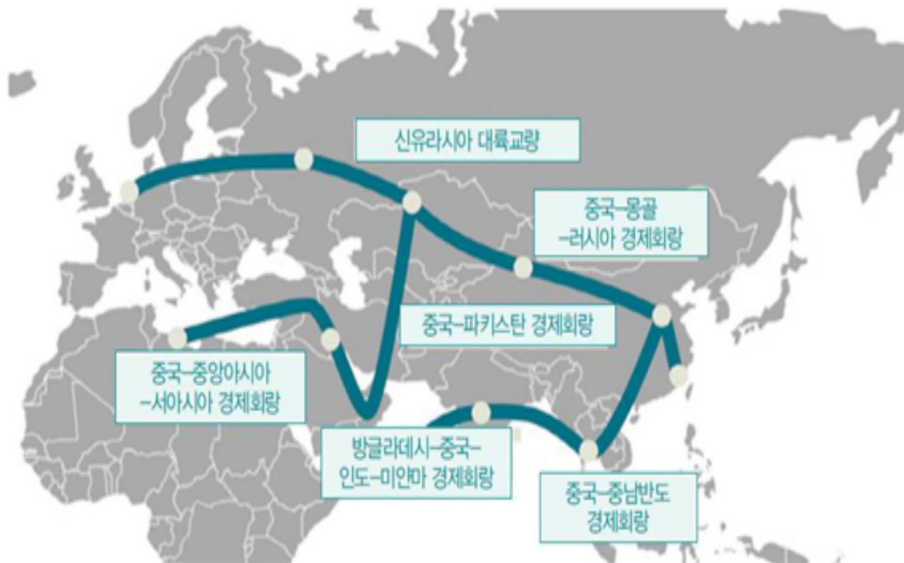 신유라시아 대륙교량
중국-몽골
-러시아 경제회랑
중국-파키스탄 경제회랑
중국-중앙아시아
-서아시아 경제회랑
방글라데시-중국-
인도-미얀마 경제회랑
중국-중남반도
경제회랑